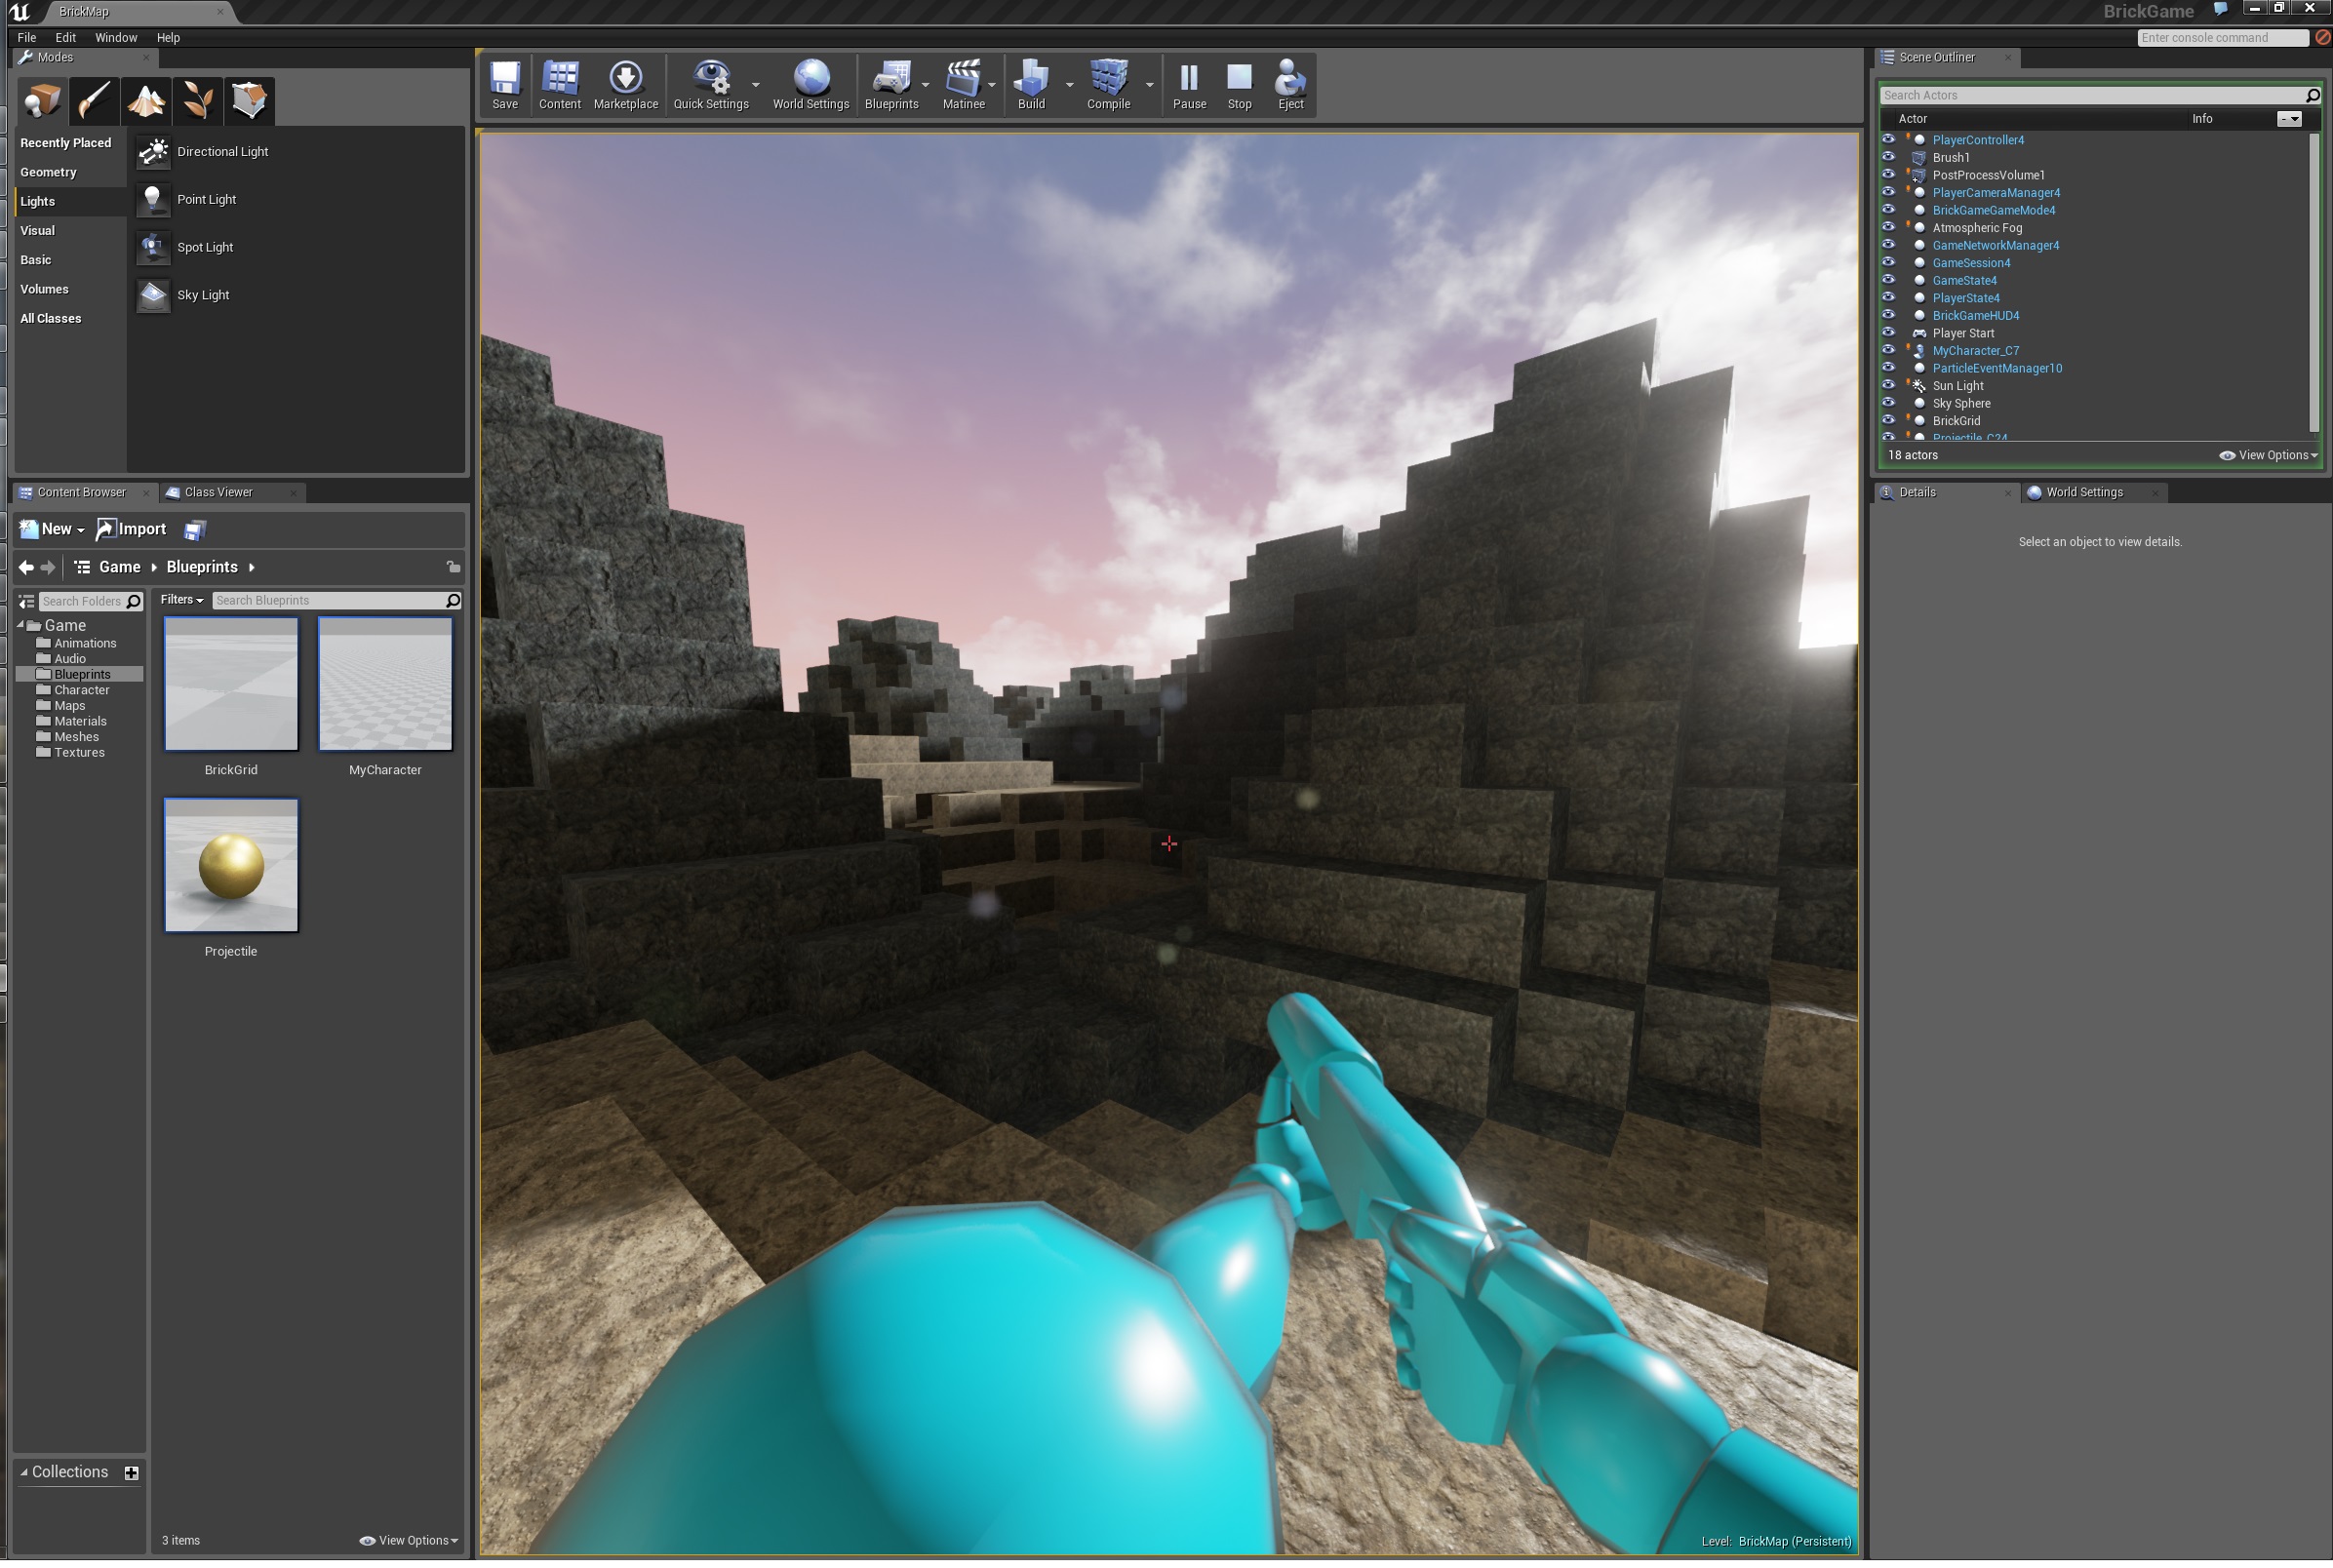 BrickMap
BrickGame
File Edit Window Help
Enter console command
Modes
Recently Placed
Geometry
Lights
Visual
Basic
Volumes
All Classes
Directional Light
Point Light
Spot Light
Sky Light
Save Content Marketplace Quick Settings World Settings Blueprints Matinee Build Compile Pause Stop Eject
Scene Outliner
Search Actors
Actor Info
PlayerController4
Brush1
PostProcessVolume1
PlayerCameraManager4
BrickGameGameMode4
Atmospheric Fog
GameNetworkManager4
GameSession4
GameState4
PlayerState4
BrickGameHUD4
Player Start
MyCharacter_C7
ParticleEventManager10
Sun Light
Sky Sphere
BrickGrid
Projectile_C24
18 actors
View Options
Content Browser Class Viewer
New Import
Game Blueprints
Search Folders
Filters Search Blueprints
Game
Animations
Audio
Blueprints
Character
Maps
Materials
Meshes
Textures
BrickGrid
MyCharacter
Projectile
Collections
3 items
View Options
Details World Settings
Select an object to view details.
Level: BrickMap (Persistent)